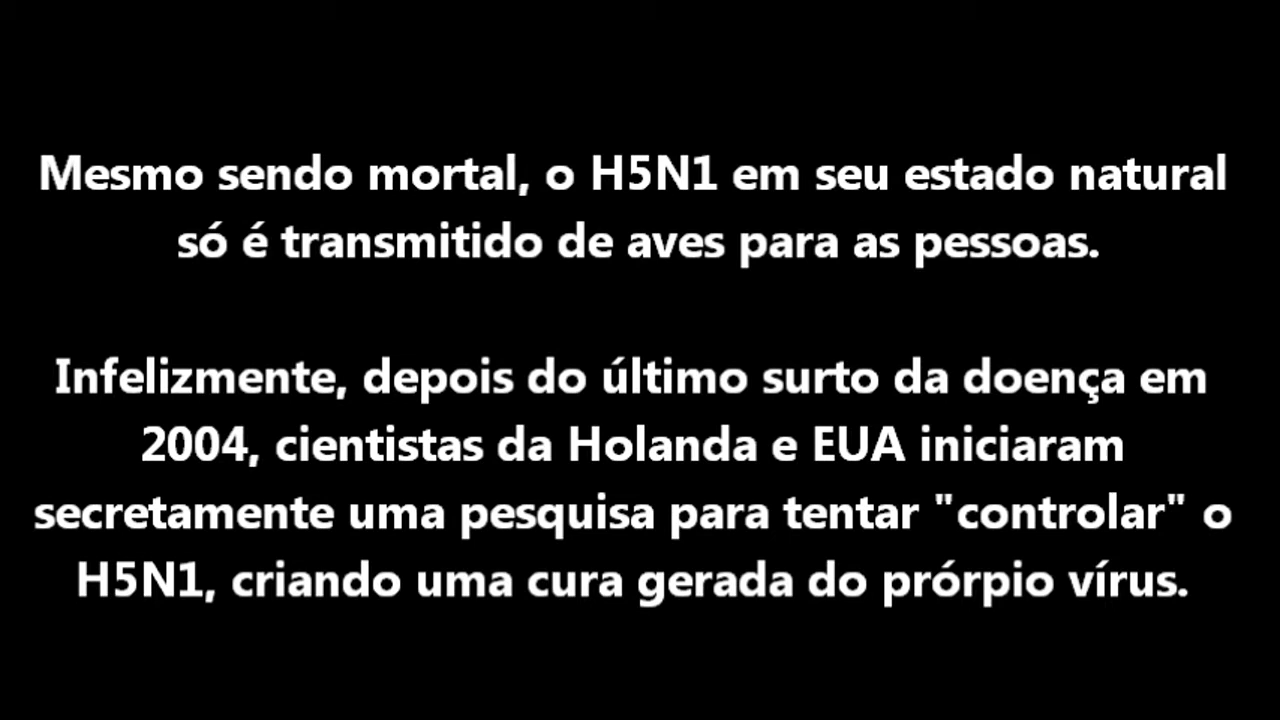 Mesmo sendo mortal, o H5N1 em seu estado natural
só é transmitido de aves para as pessoas.
Infelizmente, depois do último surto da doença em
2004, cientistas da Holanda e EUA iniciaram
secretamente uma pesquisa para tentar "controlar" o
H5N1, criando uma cura gerada do prórpio vírus.